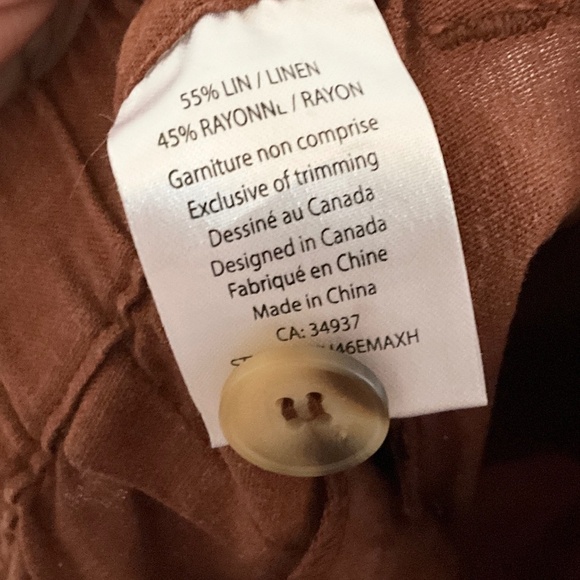 55% LIN / LINEN
45% RAYONNL / RAYON
Garniture non comprise
Exclusive of trimming
Dessiné au Canada
Designed in Canada
Fabriqué en Chine
Made in China
CA: 34937